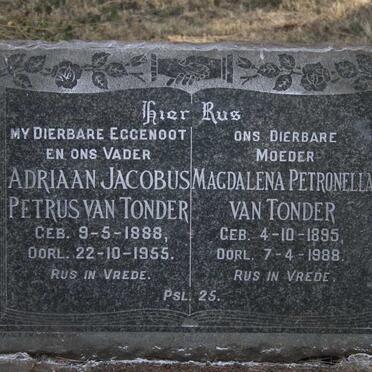 Hier Rus
MY DIERBARE EGGENOOT
EN ONS VADER
ADRIAAN JACOBUS
PETRUS VAN TONDER
GEB. 9-5-1888,
OORL. 22-10-1955.
RUS IN VREDE.
ONS DIERBARE
MOEDER
MAGDALENA PETRONELLA
VAN TONDER
GEB. 4-10-1895,
OORL. 7-4-1988.
RUS IN VREDE.
PSL. 25.